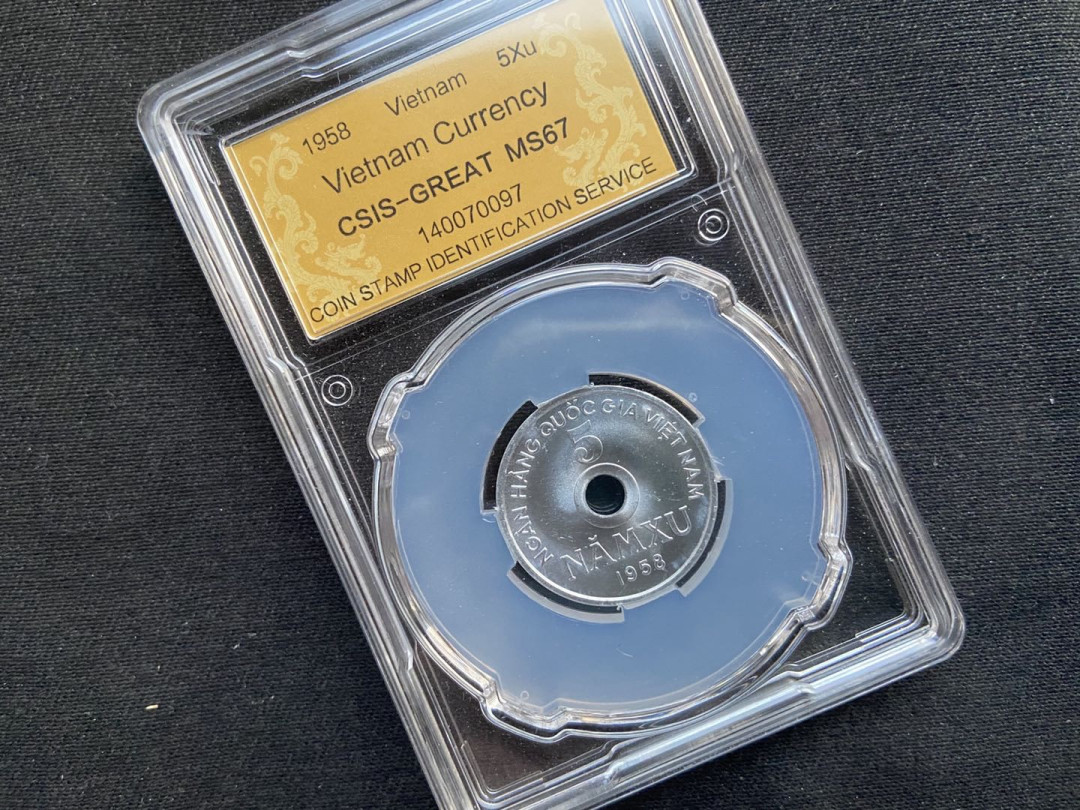 1958 Vietnam 5Xu
Vietnam Currency
CSIS-GREAT MS67
140070097
COIN STAMP IDENTIFICATION SERVICE
NGÂN HÀNG QUỐC GIA VIỆT NAM
5
NĂM XU
1958